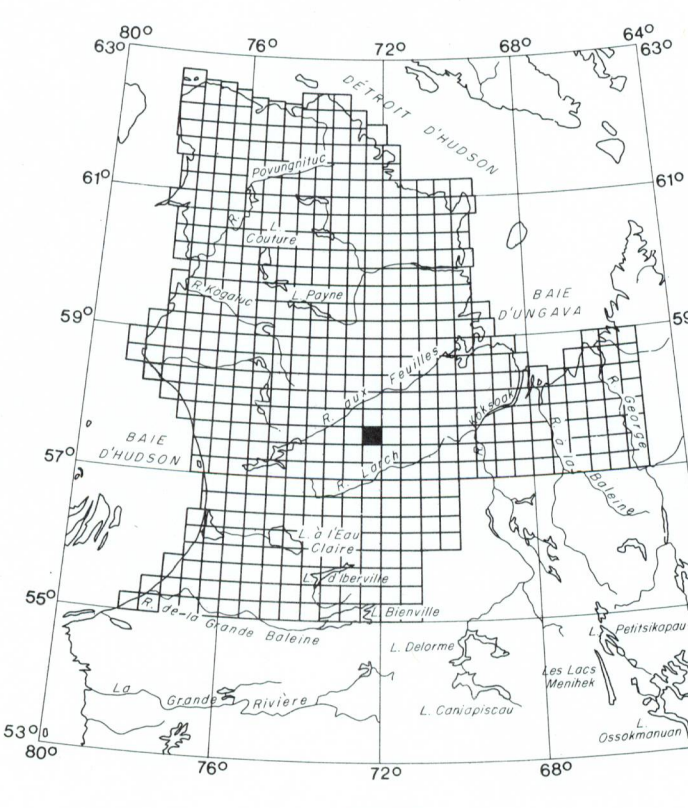 80°
76°
72°
68°
64°
63°
63°
DÉTROIT D'HUDSON
Povungnituc
R.
61°
61°
L.
Couture
R. Kogaluc
L. Payne
BAIE
D'UNGAVA
59°
59
R. aux Feuilles
Koksoak
R.
R. à la Baleine
R. George
BAIE
D'HUDSON
57°
R. Larch
L. à l'Eau
Claire
L. d'Iberville
55°
R. de-la Grande Baleine
L. Bienville
L. Petitsikapau
L. Delorme
Les Lacs
Menihek
La Grande Rivière
L. Caniapiscau
L.
Ossokmanuan
53°
80°
76°
72°
68°